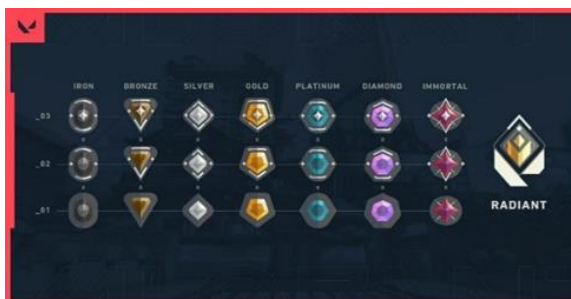 IRON BRONZE SILVER GOLD PLATINUM DIAMOND IMMORTAL
_03
_02
_01
RADIANT